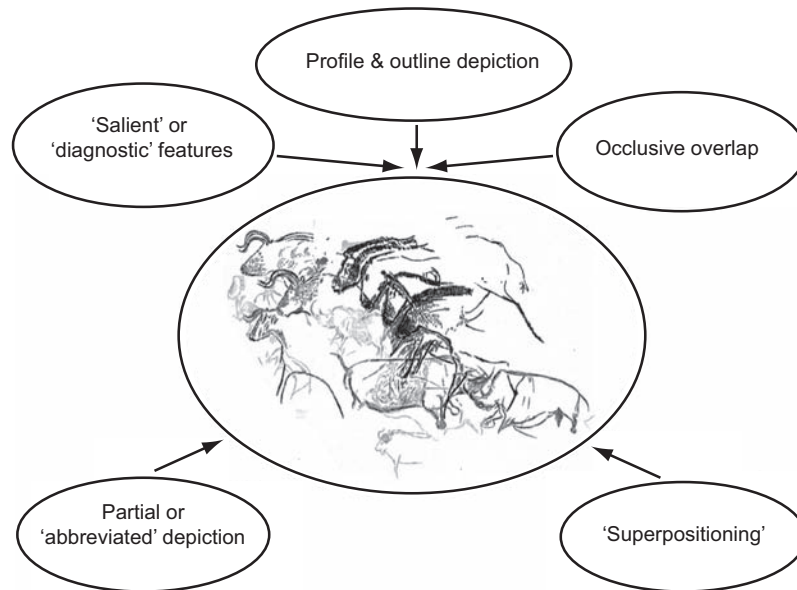 Profile & outline depiction
‘Salient’ or
‘diagnostic’ features
Occlusive overlap
Partial or
‘abbreviated’ depiction
‘Superpositioning’